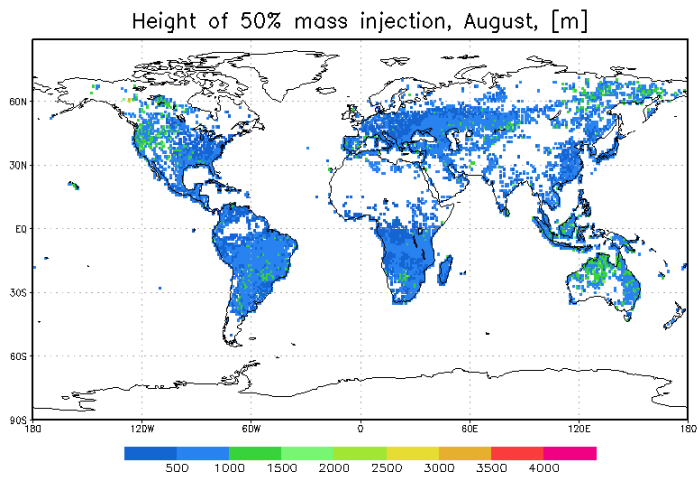 Height of 50% mass injection, August, [m]
60N
30N
EQ
30S
60S
90S
180 120W 60W 0 60E 120E 180
500 1000 1500 2000 2500 3000 3500 4000